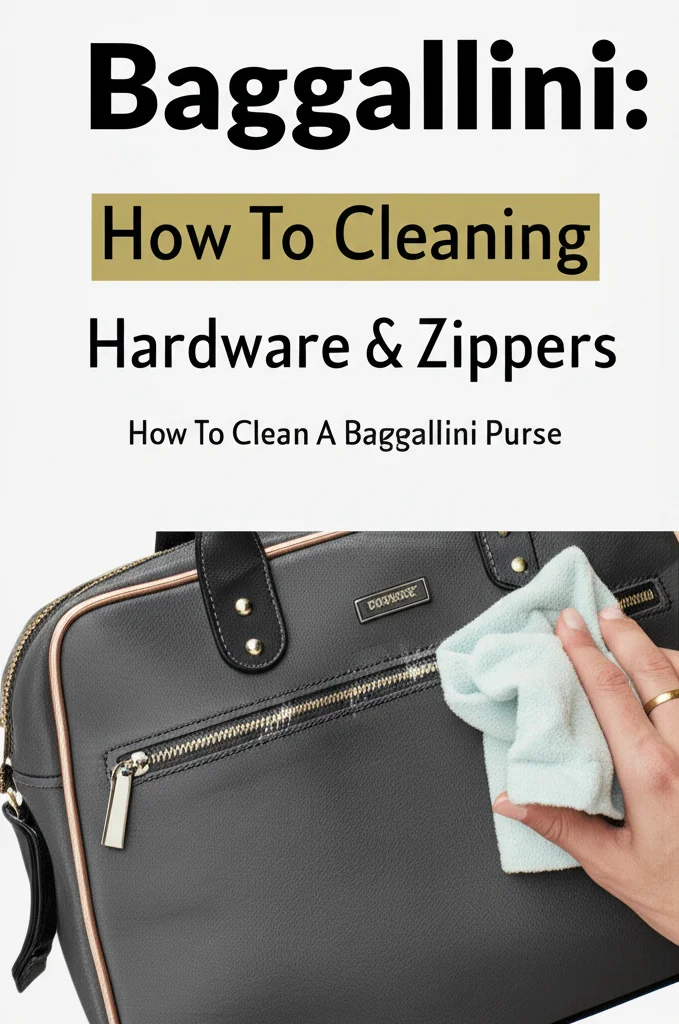 Baggallini:
How To Cleaning
Hardware & Zippers
How To Clean A Baggallini Purse